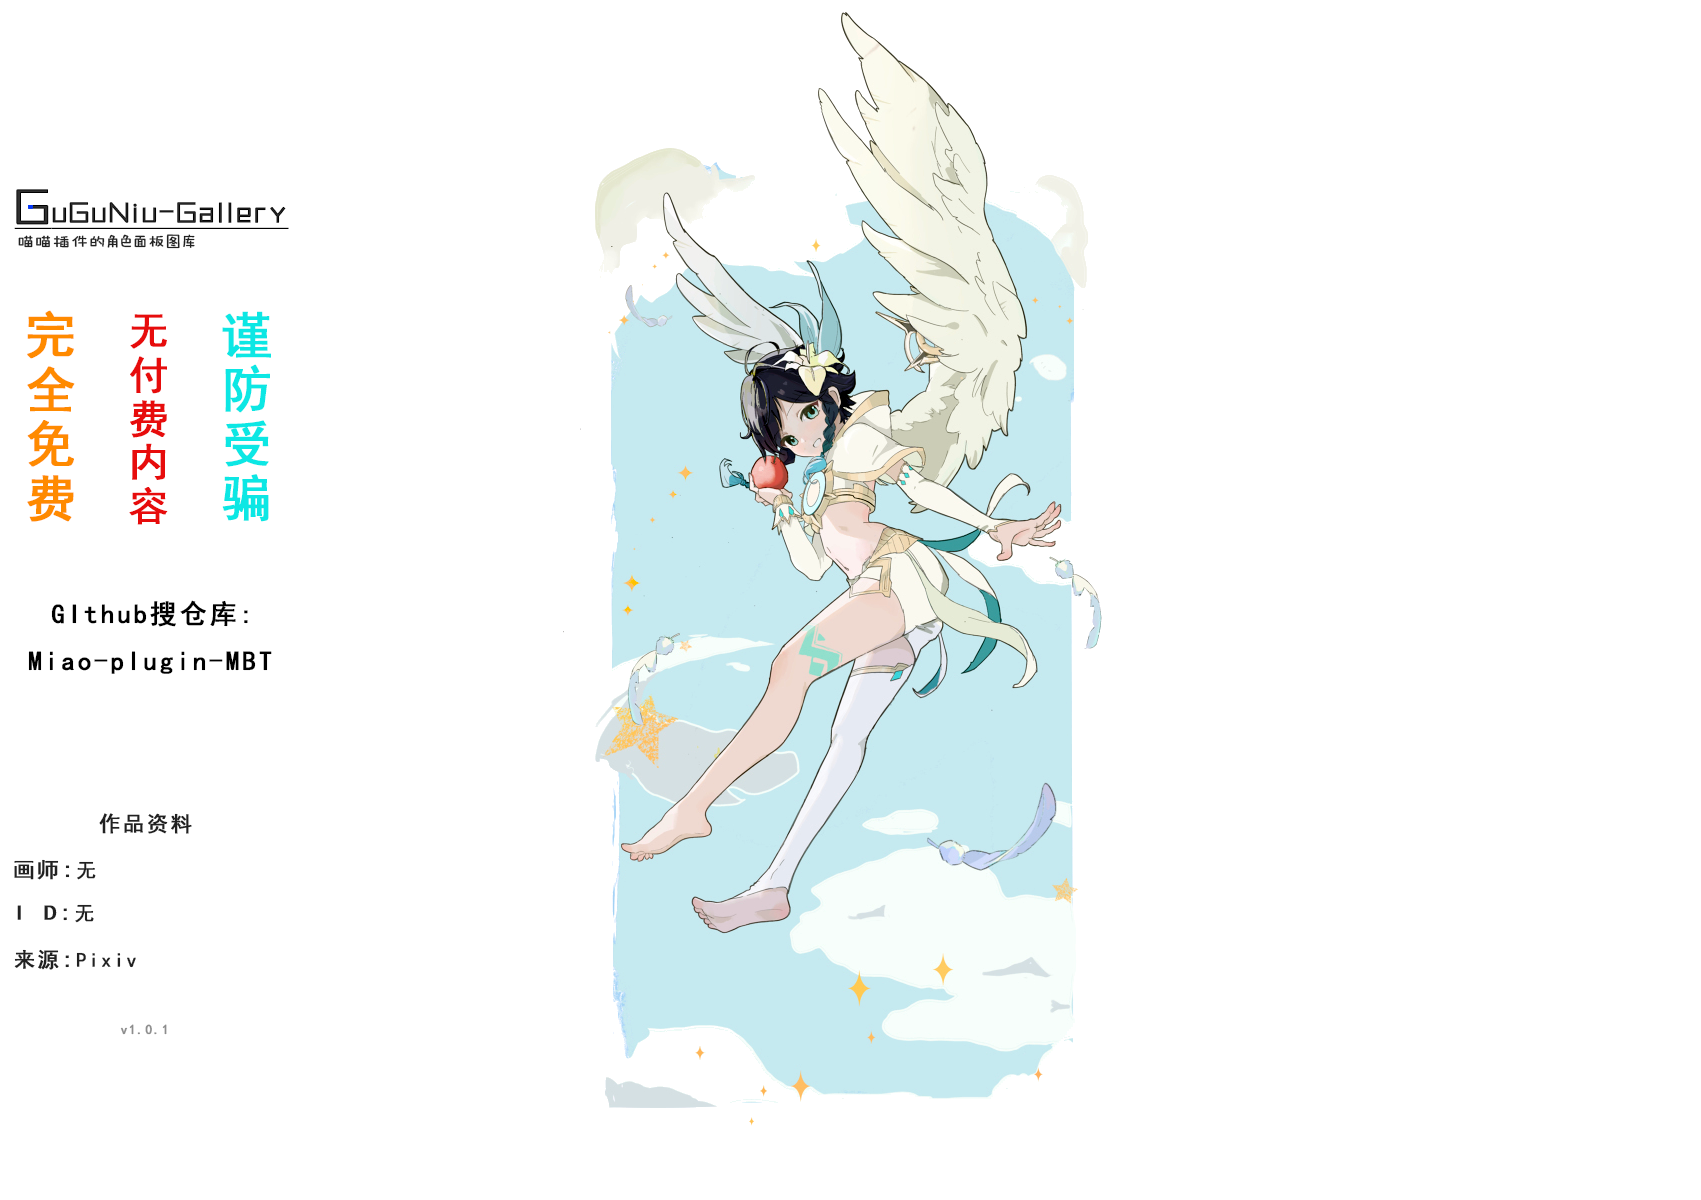 GuGuNiu-Gallery
喵喵插件的角色面板图库
完全免费
无付费内容
谨防受骗
GIthub搜仓库:
Miao-plugin-MBT
作品资料
画师:无
I D:无
来源:Pixiv
v1.0.1